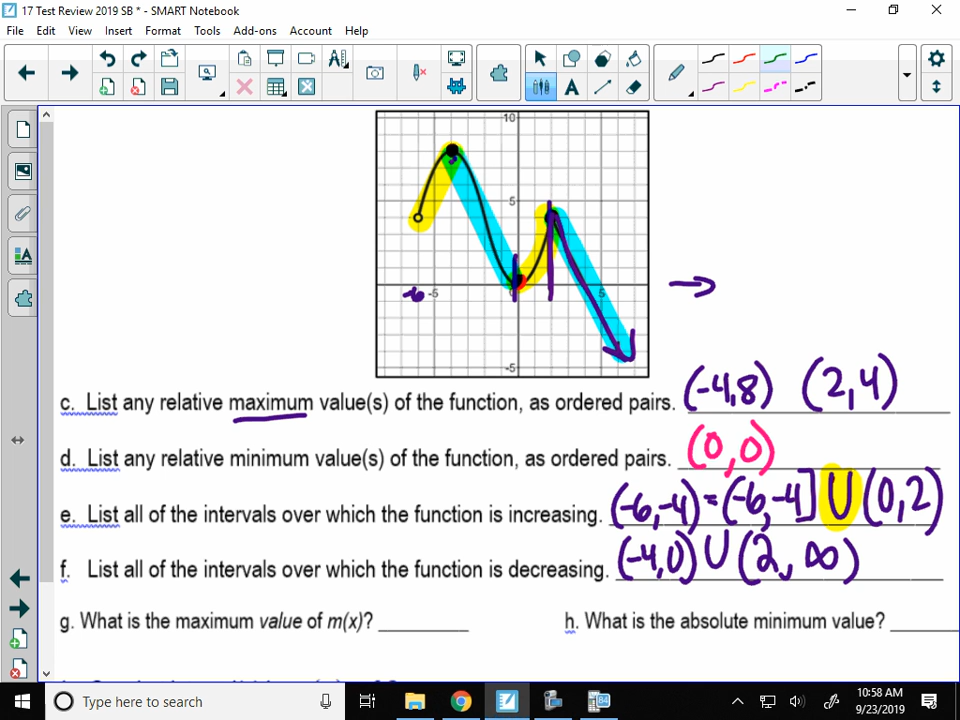 17 Test Review 2019 SB * - SMART Notebook
File Edit View Insert Format Tools Add-ons Account Help
10
5
-6 -5 0 5
-5
c. List any relative maximum value(s) of the function, as ordered pairs. (-4,8) (2,4)
d. List any relative minimum value(s) of the function, as ordered pairs. (0,0)
e. List all of the intervals over which the function is increasing. (-6,-4) = (-6,-4] U (0,2)
f. List all of the intervals over which the function is decreasing. (-4,0) U (2,∞)
g. What is the maximum value of m(x)? ________ h. What is the absolute minimum value? ______
Type here to search
10:58 AM
9/23/2019